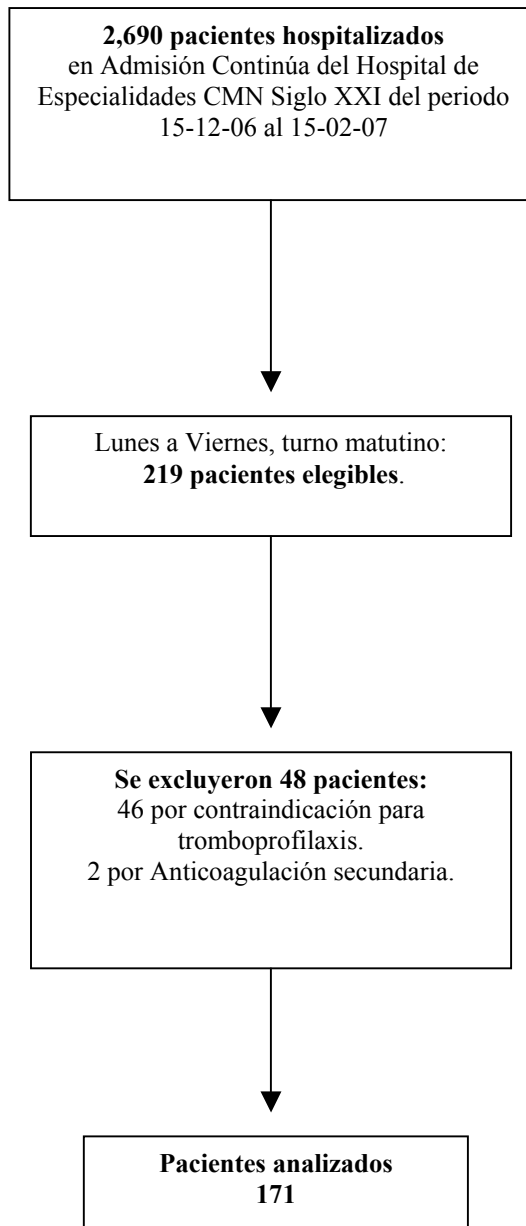 2,690 pacientes hospitalizados
en Admisión Continúa del Hospital de
Especialidades CMN Siglo XXI del periodo
15-12-06 al 15-02-07
Lunes a Viernes, turno matutino:
219 pacientes elegibles.
Se excluyeron 48 pacientes:
46 por contraindicación para
tromboprofilaxis.
2 por Anticoagulación secundaria.
Pacientes analizados
171